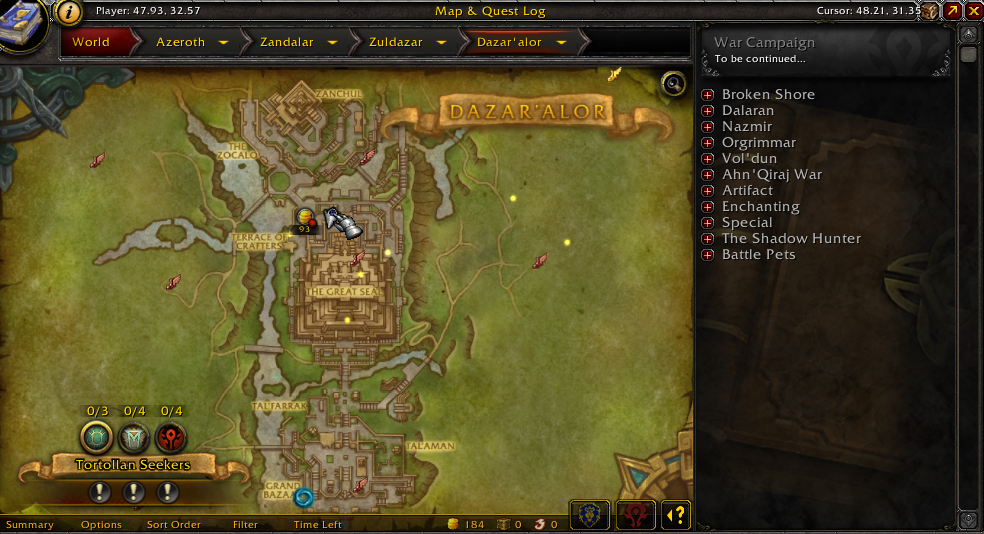 Player: 47.93, 32.57
Map & Quest Log
Cursor: 48.21, 31.35
World
Azeroth
Zandalar
Zuldazar
Dazar'alor
War Campaign
To be continued...
ZANCHUL
DAZAR'ALOR
Broken Shore
Dalaran
Nazmir
Orgrimmar
Vol'dun
Ahn'Qiraj War
Artifact
Enchanting
Special
The Shadow Hunter
Battle Pets
THE
ZOCALO
93
TERRACE OF
CRAFTERS
THE GREAT SEAL
TAL'FARRAK
TALAMAN
0/3
0/4
0/4
Tortollan Seekers
GRAND
BAZAAR
Summary
Options
Sort Order
Filter
Time Left
184
0
0